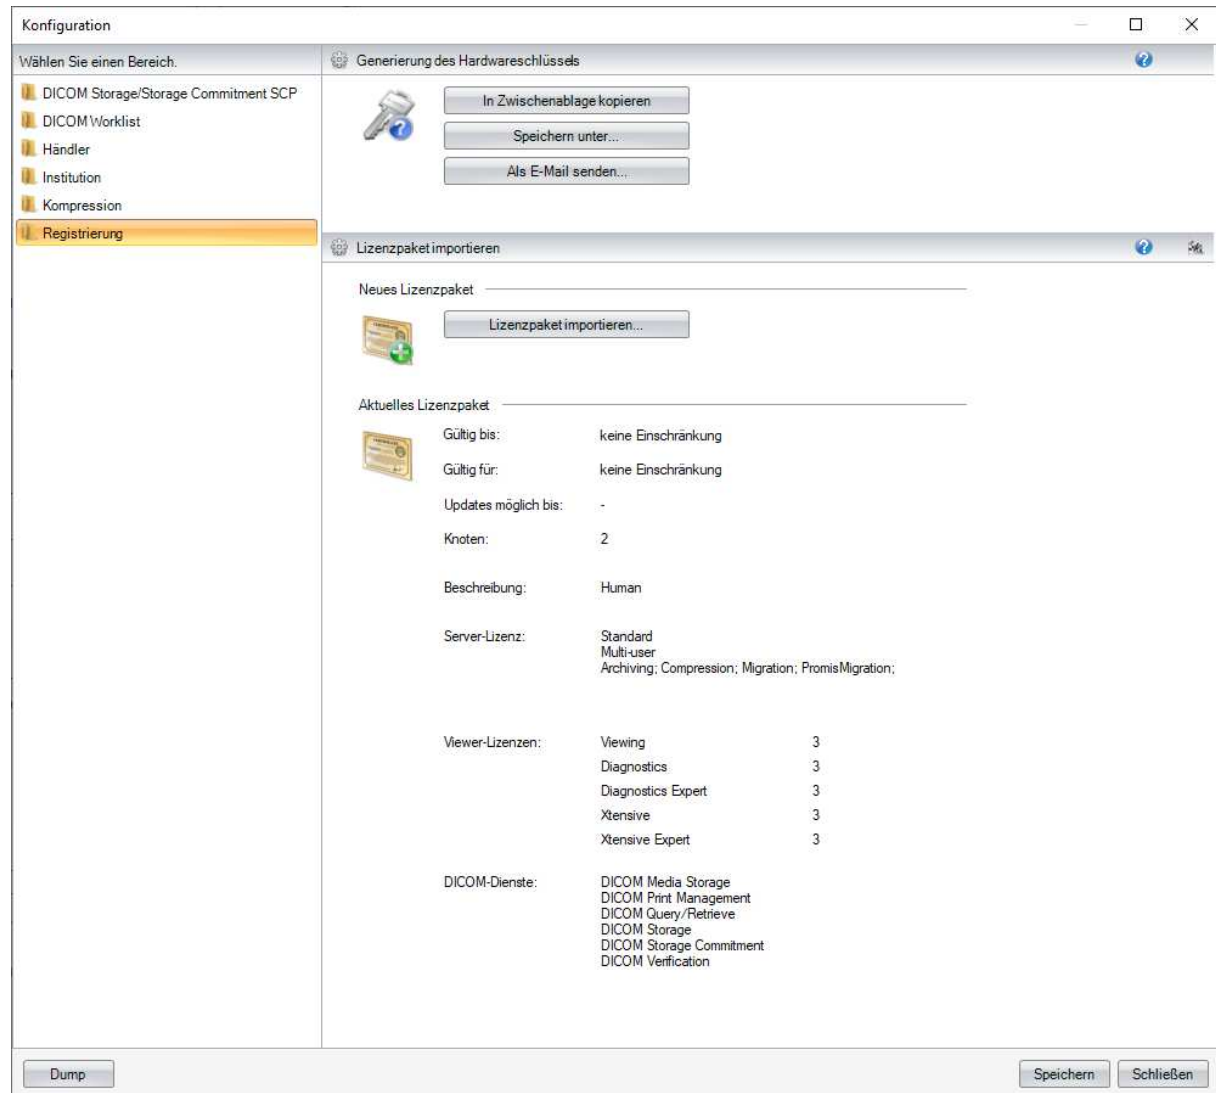 Konfiguration
Wählen Sie einen Bereich.
DICOM Storage/Storage Commitment SCP
DICOM Worklist
Händler
Institution
Kompression
Registrierung
Generierung des Hardwareschlüssels
In Zwischenablage kopieren
Speichern unter...
Als E-Mail senden...
Lizenzpaket importieren
Neues Lizenzpaket
Lizenzpaket importieren...
Aktuelles Lizenzpaket
Gültig bis: keine Einschränkung
Gültig für: keine Einschränkung
Updates möglich bis: -
Knoten: 2
Beschreibung: Human
Server-Lizenz: Standard
Multi-user
Archiving; Compression; Migration; PromisMigration;
Viewer-Lizenzen: Viewing 3
Diagnostics 3
Diagnostics Expert 3
Xtensive 3
Xtensive Expert 3
DICOM-Dienste: DICOM Media Storage
DICOM Print Management
DICOM Query/Retrieve
DICOM Storage
DICOM Storage Commitment
DICOM Verification
Dump
Speichern
Schließen